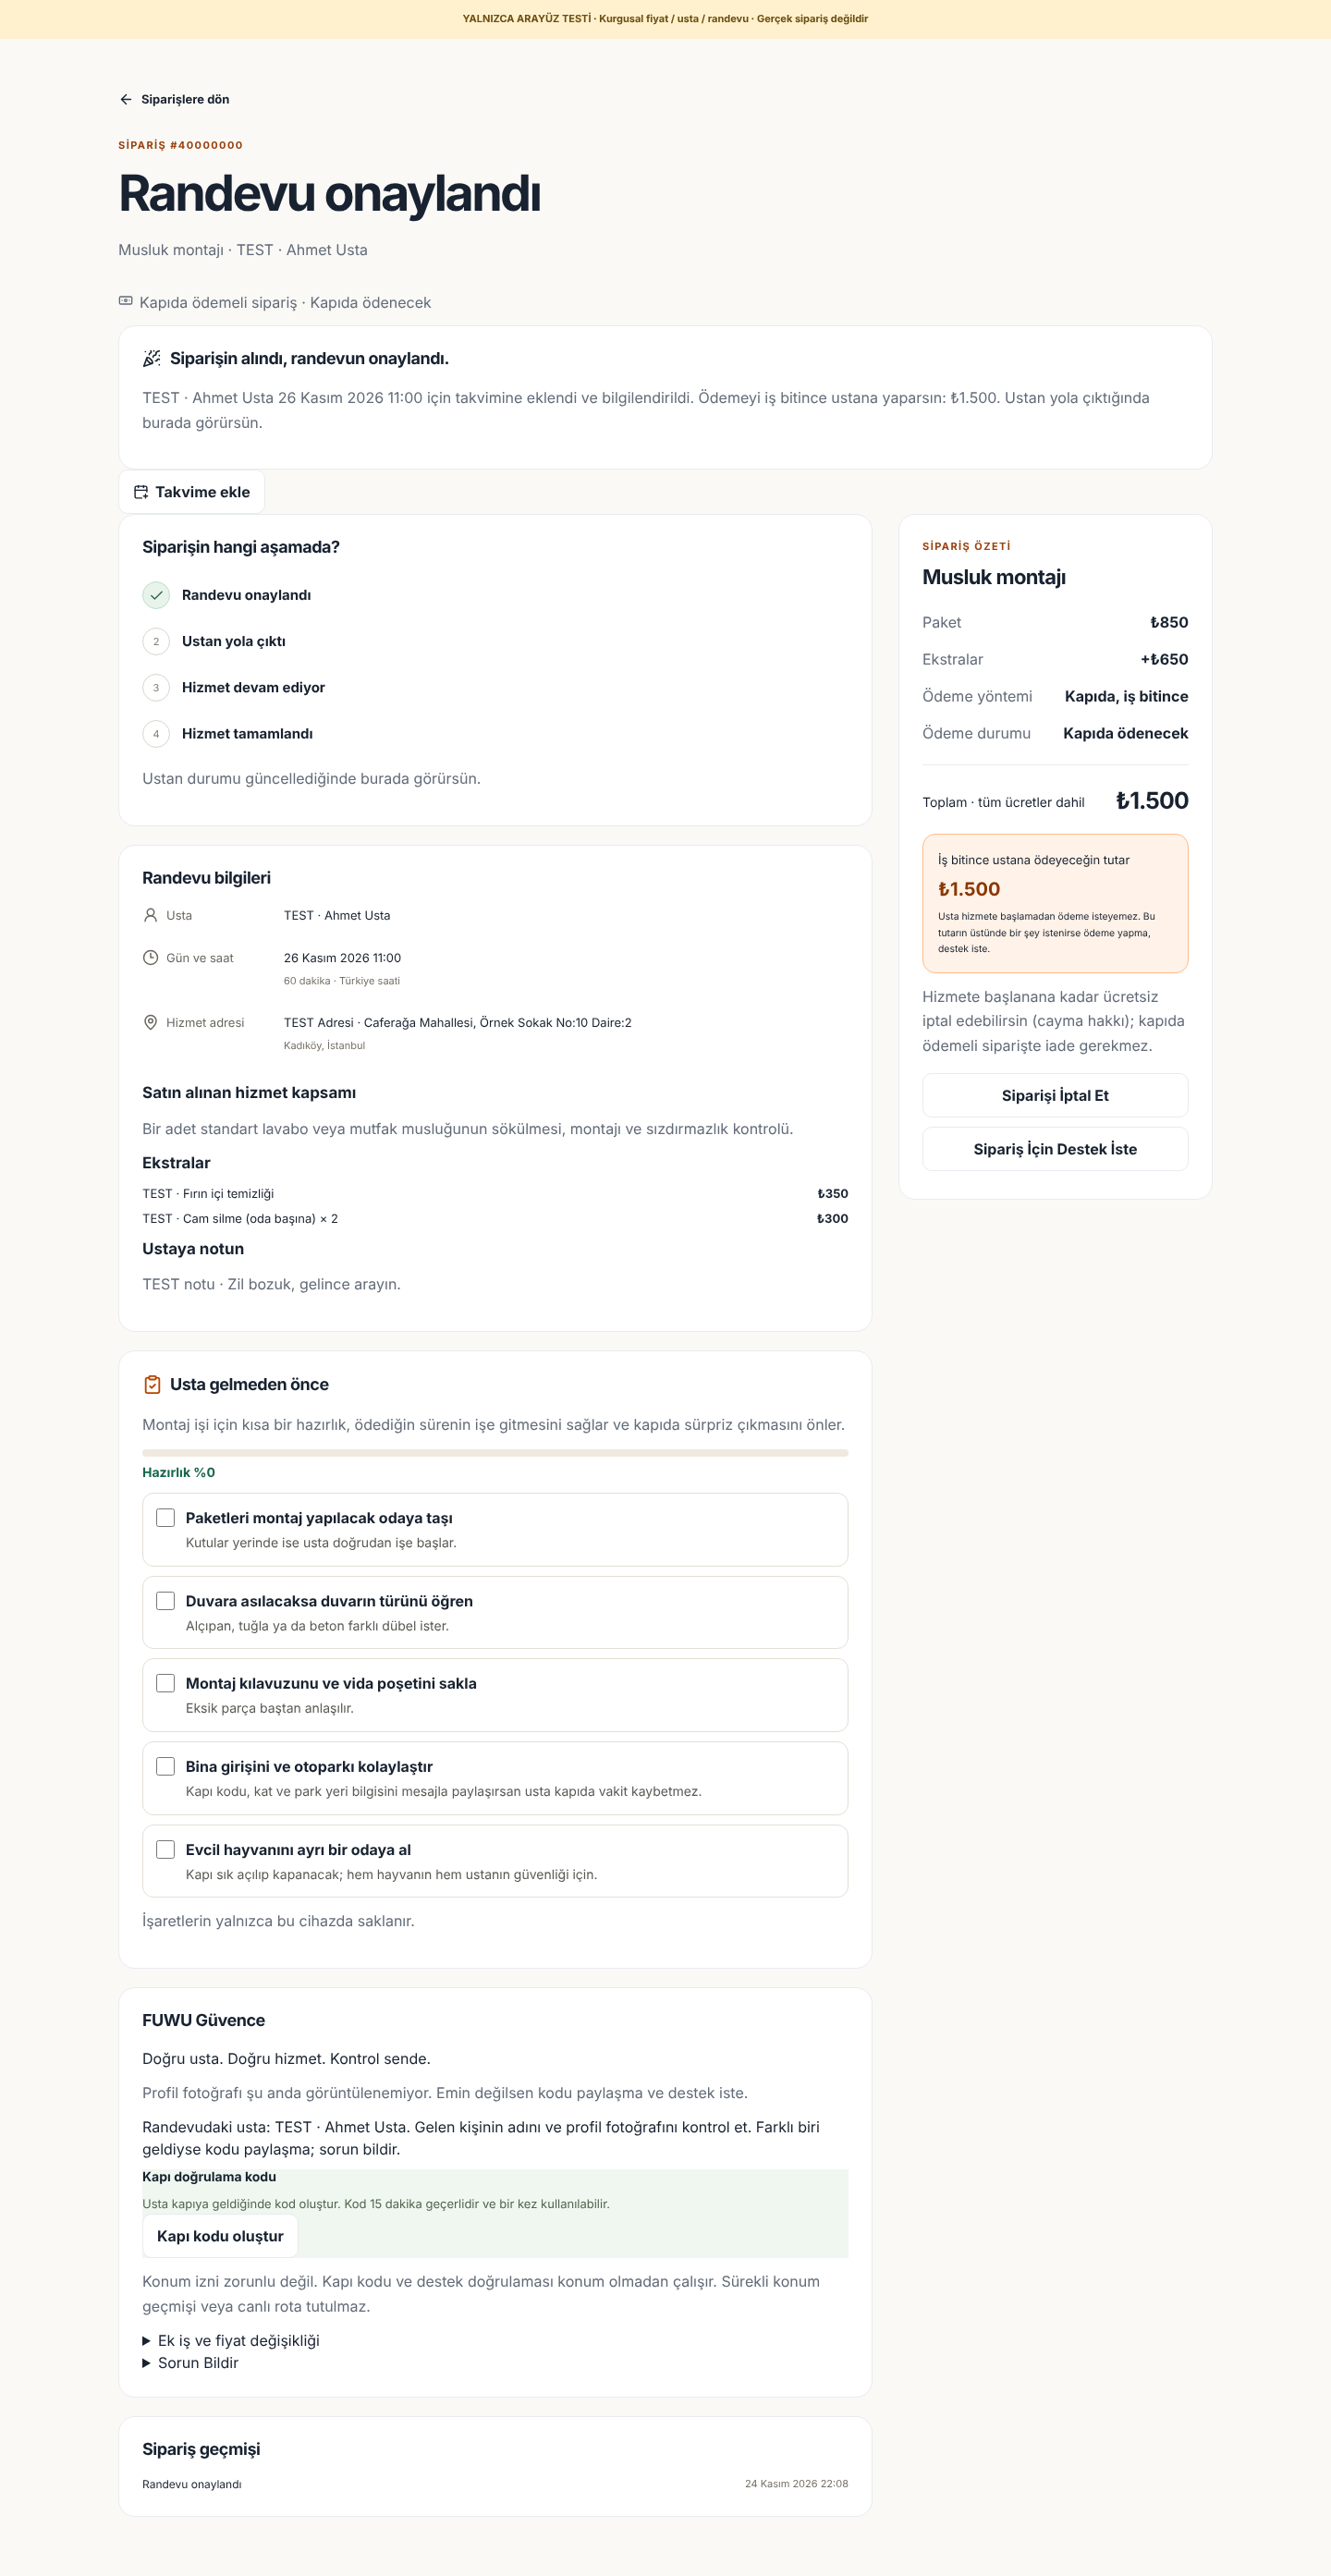 YALNIZCA ARAYÜZ TESTİ · Kurgusal fiyat / usta / randevu · Gerçek sipariş değildir
Siparişlere dön
SİPARİŞ #40000000
Randevu onaylandı
Musluk montajı · TEST · Ahmet Usta
Kapıda ödemeli sipariş · Kapıda ödenecek
Siparişin alındı, randevun onaylandı.
TEST · Ahmet Usta 26 Kasım 2026 11:00 için takvimine eklendi ve bilgilendirildi. Ödemeyi iş bitince ustana yaparsın: ₺1.500. Ustan yola çıktığında
burada görürsün.
Takvime ekle
Siparişin hangi aşamada?
Randevu onaylandı
2 Ustan yola çıktı
3 Hizmet devam ediyor
4 Hizmet tamamlandı
Ustan durumu güncellediğinde burada görürsün.
SİPARİŞ ÖZETİ
Musluk montajı
Paket ₺850
Ekstralar +₺650
Ödeme yöntemi Kapıda, iş bitince
Ödeme durumu Kapıda ödenecek
Toplam · tüm ücretler dahil ₺1.500
İş bitince ustana ödeyeceğin tutar
₺1.500
Usta hizmete başlamadan ödeme isteyemez. Bu
tutarın üstünde bir şey istenirse ödeme yapma,
destek iste.
Hizmete başlanana kadar ücretsiz
iptal edebilirsin (cayma hakkı); kapıda
ödemeli siparişte iade gerekmez.
Siparişi İptal Et
Sipariş İçin Destek İste
Randevu bilgileri
Usta TEST · Ahmet Usta
Gün ve saat 26 Kasım 2026 11:00
60 dakika · Türkiye saati
Hizmet adresi TEST Adresi · Caferağa Mahallesi, Örnek Sokak No:10 Daire:2
Kadıköy, İstanbul
Satın alınan hizmet kapsamı
Bir adet standart lavabo veya mutfak musluğunun sökülmesi, montajı ve sızdırmazlık kontrolü.
Ekstralar
TEST · Fırın içi temizliği ₺350
TEST · Cam silme (oda başına) × 2 ₺300
Ustaya notun
TEST notu · Zil bozuk, gelince arayın.
Usta gelmeden önce
Montaj işi için kısa bir hazırlık, ödediğin sürenin işe gitmesini sağlar ve kapıda sürpriz çıkmasını önler.
Hazırlık %0
Paketleri montaj yapılacak odaya taşı
Kutular yerinde ise usta doğrudan işe başlar.
Duvara asılacaksa duvarın türünü öğren
Alçıpan, tuğla ya da beton farklı dübel ister.
Montaj kılavuzunu ve vida poşetini sakla
Eksik parça baştan anlaşılır.
Bina girişini ve otoparkı kolaylaştır
Kapı kodu, kat ve park yeri bilgisini mesajla paylaşırsan usta kapıda vakit kaybetmez.
Evcil hayvanını ayrı bir odaya al
Kapı sık açılıp kapanacak; hem hayvanın hem ustanın güvenliği için.
İşaretlerin yalnızca bu cihazda saklanır.
FUWU Güvence
Doğru usta. Doğru hizmet. Kontrol sende.
Profil fotoğrafı şu anda görüntülenemiyor. Emin değilsen kodu paylaşma ve destek iste.
Randevudaki usta: TEST · Ahmet Usta. Gelen kişinin adını ve profil fotoğrafını kontrol et. Farklı biri
geldiyse kodu paylaşma; sorun bildir.
Kapı doğrulama kodu
Usta kapıya geldiğinde kod oluştur. Kod 15 dakika geçerlidir ve bir kez kullanılabilir.
Kapı kodu oluştur
Konum izni zorunlu değil. Kapı kodu ve destek doğrulaması konum olmadan çalışır. Sürekli konum
geçmişi veya canlı rota tutulmaz.
Ek iş ve fiyat değişikliği
Sorun Bildir
Sipariş geçmişi
Randevu onaylandı 24 Kasım 2026 22:08